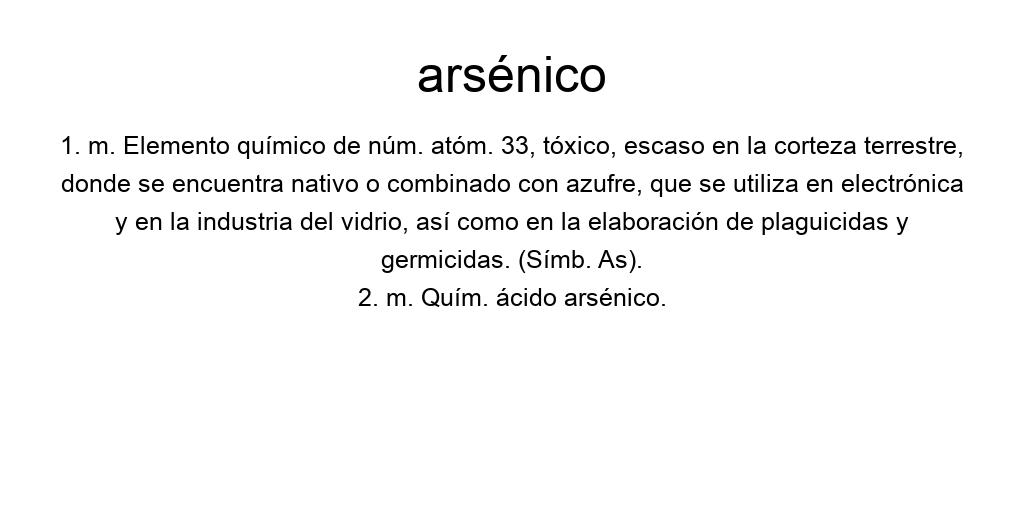 arsénico
1. m. Elemento químico de núm. atóm. 33, tóxico, escaso en la corteza terrestre,
donde se encuentra nativo o combinado con azufre, que se utiliza en electrónica
y en la industria del vidrio, así como en la elaboración de plaguicidas y
germicidas. (Símb. As).
2. m. Quím. ácido arsénico.